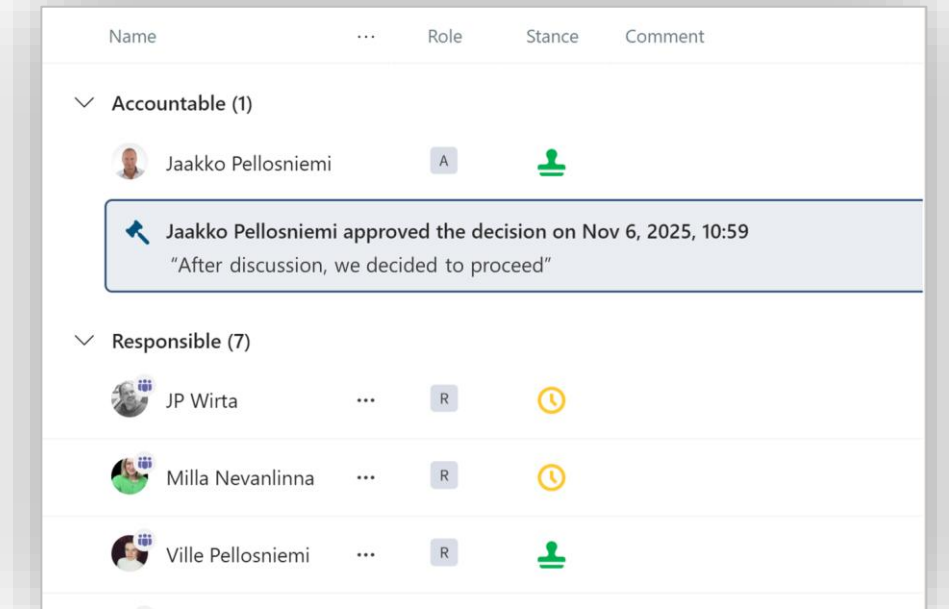 Name ... Role Stance Comment
Accountable (1)
Jaakko Pellosniemi A
Jaakko Pellosniemi approved the decision on Nov 6, 2025, 10:59
“After discussion, we decided to proceed”
Responsible (7)
JP Wirta ... R
Milla Nevanlinna ... R
Ville Pellosniemi ... R